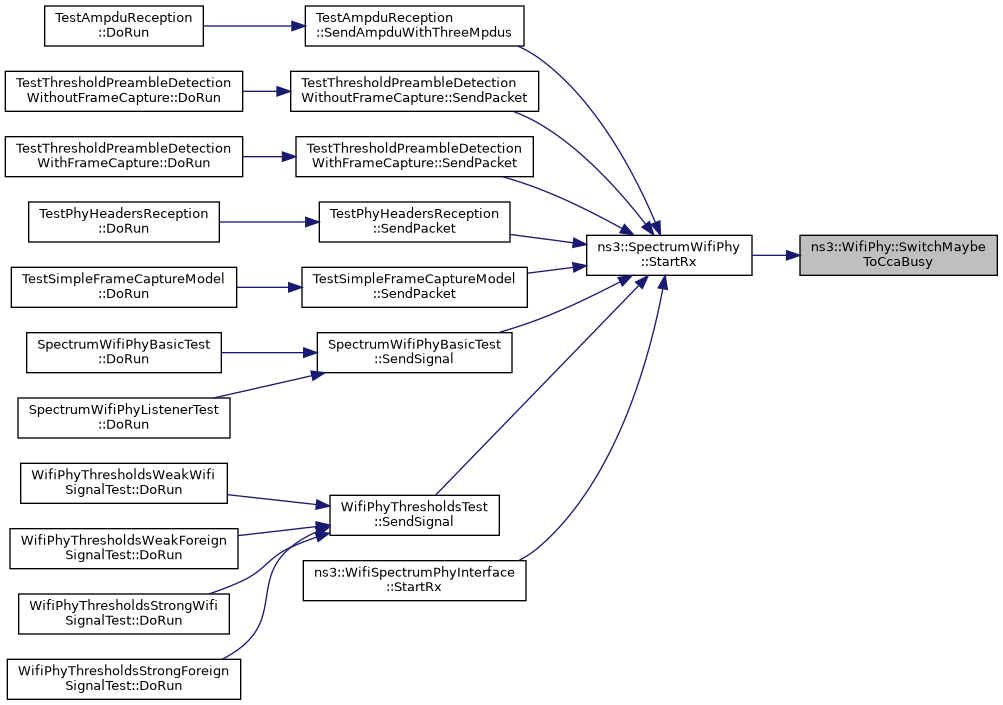 TestAmpduReception
::DoRun
TestAmpduReception
::SendAmpduWithThreeMpdus
TestThresholdPreambleDetection
WithoutFrameCapture::DoRun
TestThresholdPreambleDetection
WithoutFrameCapture::SendPacket
TestThresholdPreambleDetection
WithFrameCapture::DoRun
TestThresholdPreambleDetection
WithFrameCapture::SendPacket
TestPhyHeadersReception
::DoRun
TestPhyHeadersReception
::SendPacket
ns3::SpectrumWifiPhy
::StartRx
ns3::WifiPhy::SwitchMaybe
ToCcaBusy
TestSimpleFrameCaptureModel
::DoRun
TestSimpleFrameCaptureModel
::SendPacket
SpectrumWifiPhyBasicTest
::DoRun
SpectrumWifiPhyBasicTest
::SendSignal
SpectrumWifiPhyListenerTest
::DoRun
WifiPhyThresholdsWeakWifi
SignalTest::DoRun
WifiPhyThresholdsTest
::SendSignal
WifiPhyThresholdsWeakForeign
SignalTest::DoRun
ns3::WifiSpectrumPhyInterface
::StartRx
WifiPhyThresholdsStrongWifi
SignalTest::DoRun
WifiPhyThresholdsStrongForeign
SignalTest::DoRun